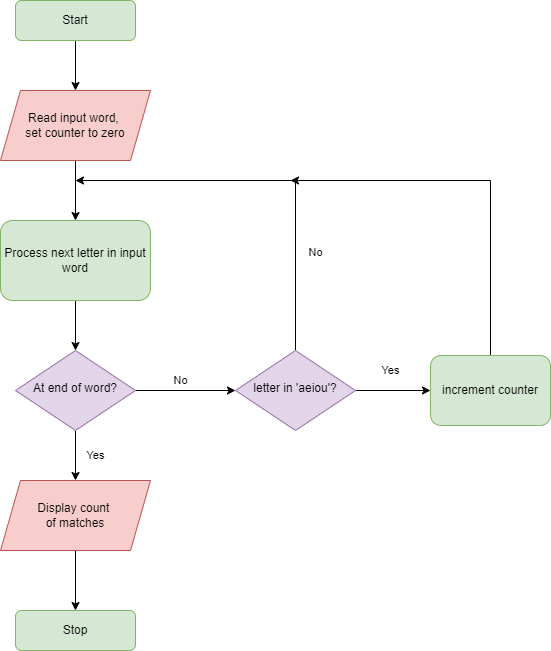 Start
Read input word,
set counter to zero
No
Process next letter in input
word
At end of word?
No
letter in 'aeiou'?
Yes
increment counter
Yes
Display count
of matches
Stop